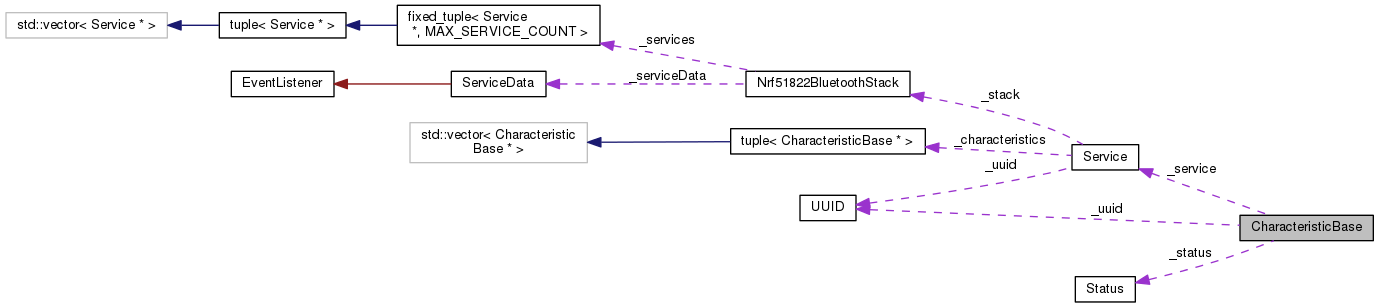 std::vector< Service * >
tuple< Service * >
fixed_tuple< Service
*, MAX_SERVICE_COUNT >
_services
EventListener
ServiceData
_serviceData
Nrf51822BluetoothStack
_stack
std::vector< Characteristic
Base * >
tuple< CharacteristicBase * >
_characteristics
Service
_uuid
_service
UUID
_uuid
CharacteristicBase
_status
Status